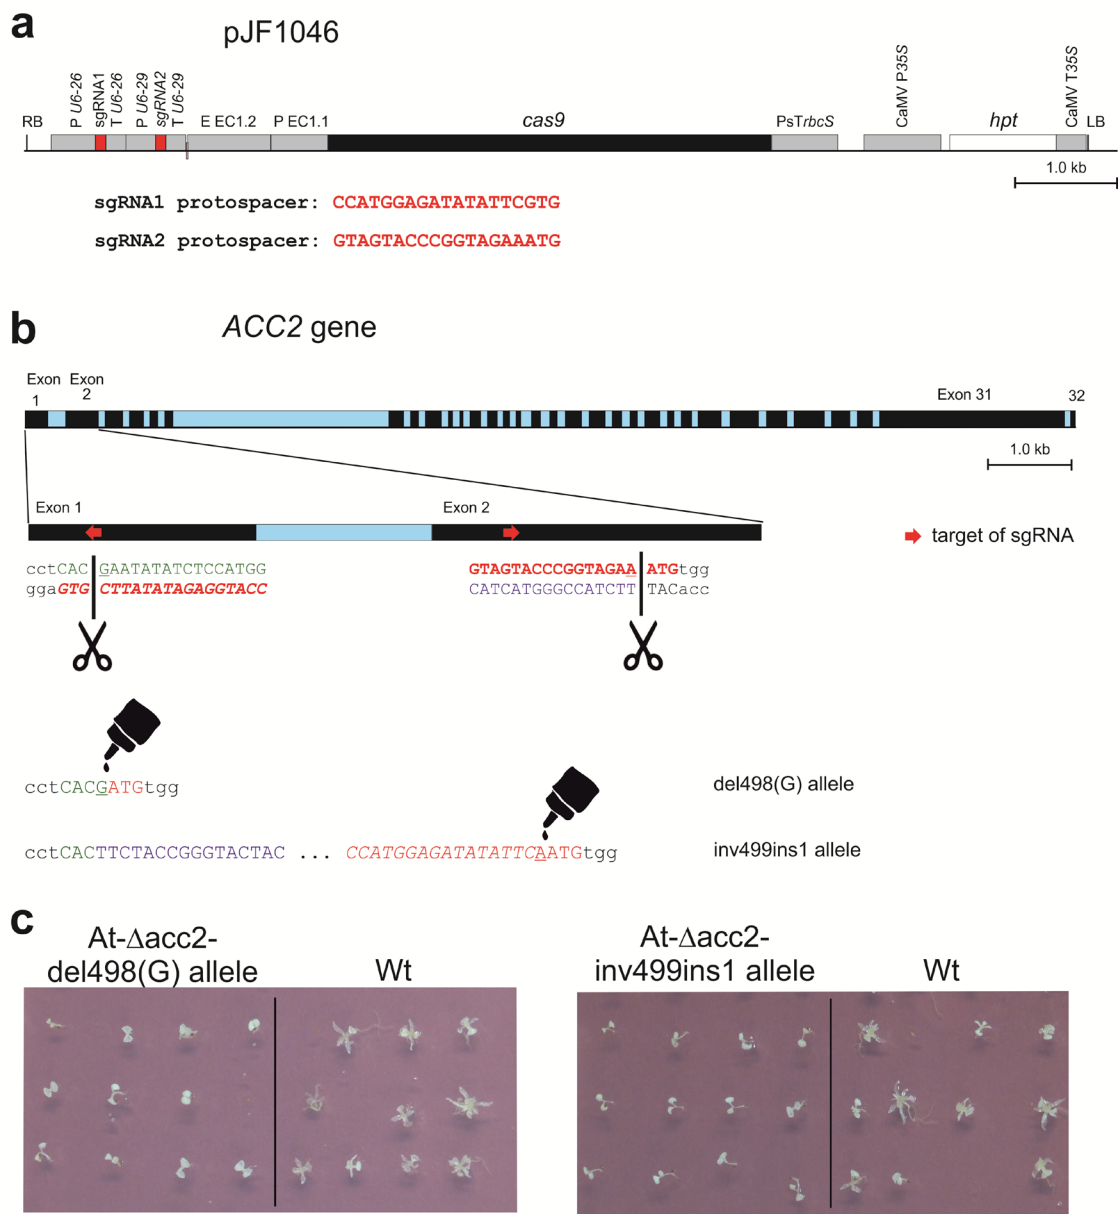 a
pJF1046
RB
P U6-26
sgRNA1
T U6-26
P U6-29
sgRNA2
T U6-29
E EC1.2
P EC1.1
cas9
PsTrbcS
CaMV P35S
hpt
CaMV T35S
LB
1.0 kb
sgRNA1 protospacer: CCATGGAGATATATTCGTG
sgRNA2 protospacer: GTAGTACCCGGTAGAAATG
b
ACC2 gene
Exon 1
Exon 2
Exon 31
32
1.0 kb
Exon 1
Exon 2
target of sgRNA
cctCAC GAATATATCTCCATGG
ggaGTG CTTATATAGAGGTACC
GTAGTACCCGGTAGAA ATGtgg
CATCATGGGCCATCTT TACacc
cctCACGATGtgg
del498(G) allele
cctCACTTCTACCGGGTACTAC ... CCATGGAGATATATTCAATGtgg
inv499ins1 allele
c
At-Δacc2-
del498(G) allele
Wt
At-Δacc2-
inv499ins1 allele
Wt